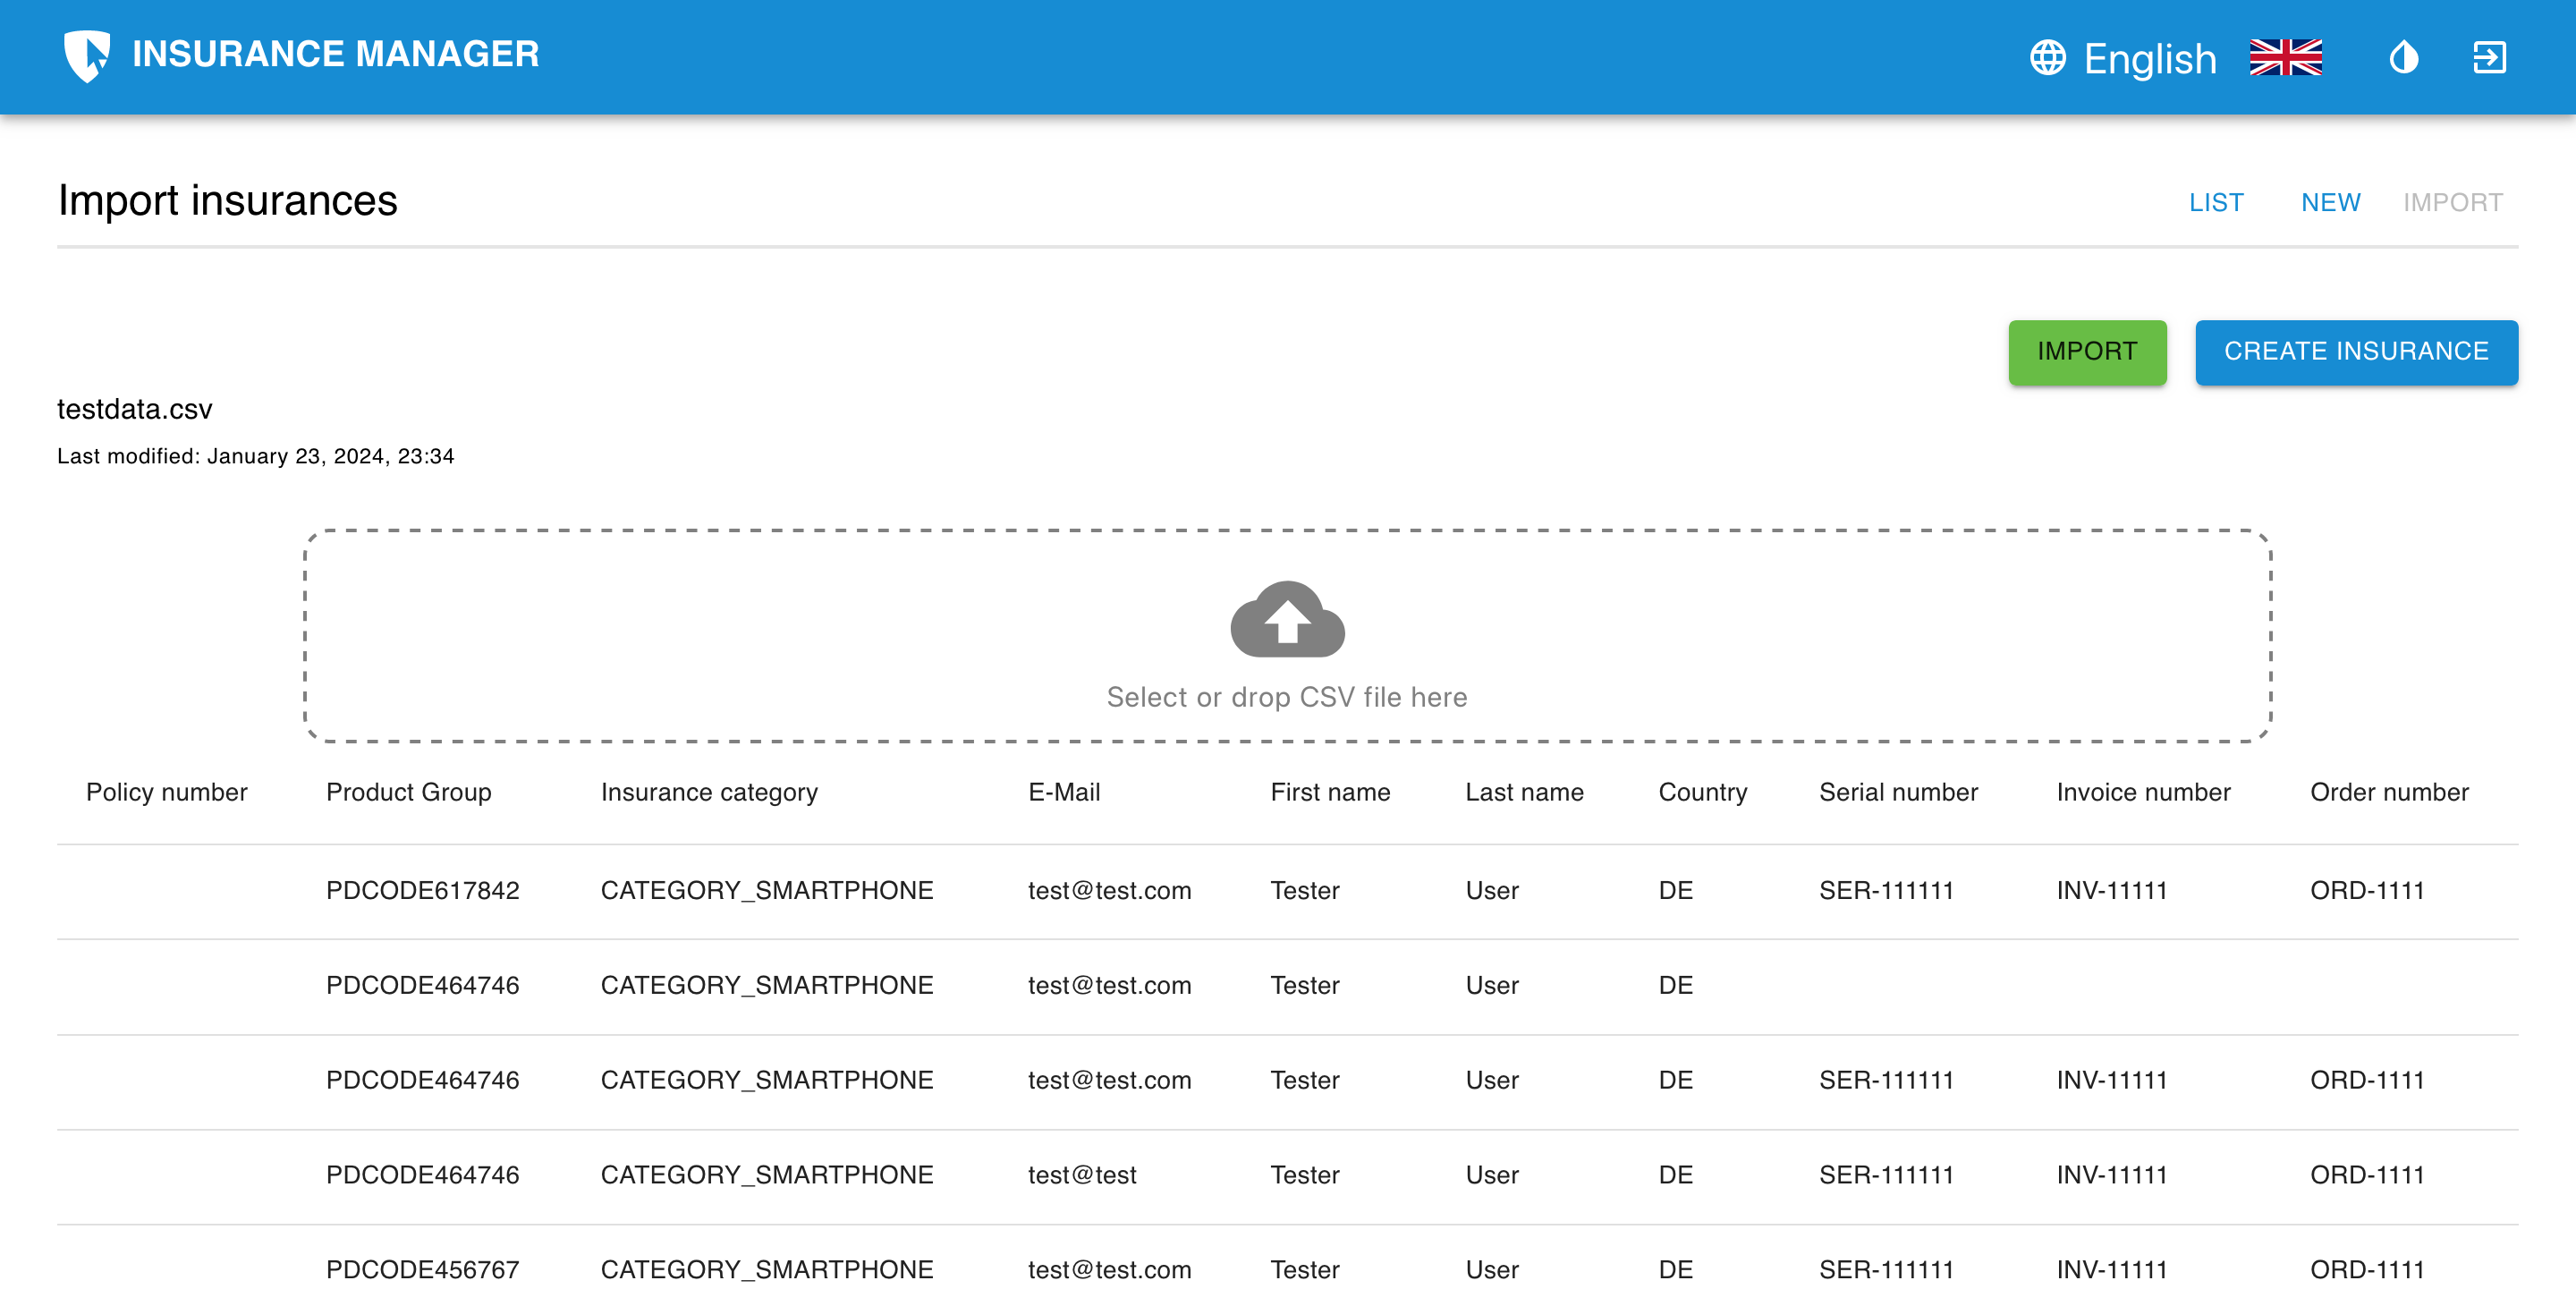 INSURANCE MANAGER English
Import insurances LIST NEW IMPORT
IMPORT CREATE INSURANCE
testdata.csv
Last modified: January 23, 2024, 23:34
Select or drop CSV file here
Policy number Product Group Insurance category E-Mail First name Last name Country Serial number Invoice number Order number
PDCODE617842 CATEGORY_SMARTPHONE test@test.com Tester User DE SER-111111 INV-11111 ORD-1111
PDCODE464746 CATEGORY_SMARTPHONE test@test.com Tester User DE
PDCODE464746 CATEGORY_SMARTPHONE test@test.com Tester User DE SER-111111 INV-11111 ORD-1111
PDCODE464746 CATEGORY_SMARTPHONE test@test Tester User DE SER-111111 INV-11111 ORD-1111
PDCODE456767 CATEGORY_SMARTPHONE test@test.com Tester User DE SER-111111 INV-11111 ORD-1111